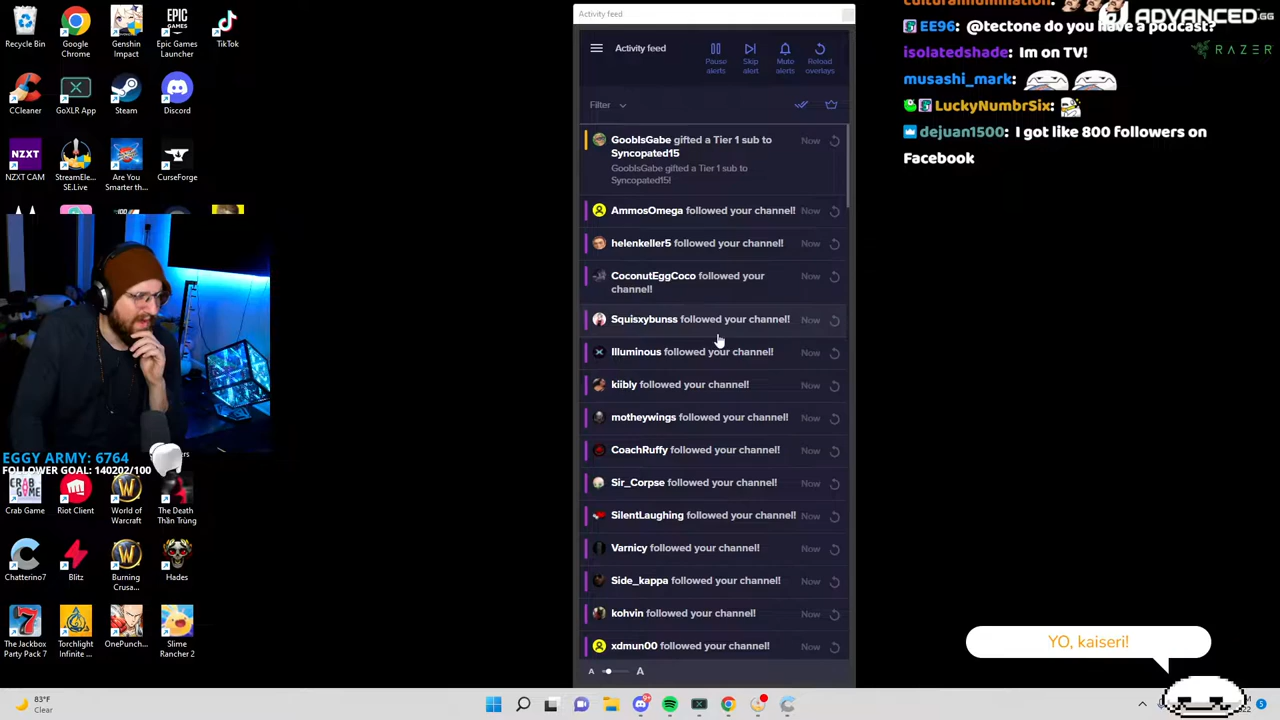 Recycle Bin
Google Chrome
Genshin Impact
Epic Games Launcher
TikTok
CCleaner
GoXLR App
Steam
Discord
NZXT CAM
StreamEle... SE.Live
Are You Smarter th...
CurseForge
EGGY ARMY: 6764
FOLLOWER GOAL: 140202/100
Crab Game
Riot Client
World of Warcraft
The Death Thần Trùng
Chatterino7
Blitz
Burning Crusa...
Hades
The Jackbox Party Pack 7
Torchlight Infinite ...
OnePunch...
Slime Rancher 2
83°F
Clear
Activity feed
Activity feed
Pause alerts
Skip alert
Mute alerts
Reload overlays
Filter
GooblsGabe gifted a Tier 1 sub to
Syncopated15
Now
GooblsGabe gifted a Tier 1 sub to
Syncopated15!
AmmosOmega followed your channel! Now
helenkeller5 followed your channel! Now
CoconutEggCoco followed your
channel!
Now
Squisxybunss followed your channel! Now
Illuminous followed your channel! Now
kiibly followed your channel! Now
motheywings followed your channel! Now
CoachRuffy followed your channel! Now
Sir_Corpse followed your channel! Now
SilentLaughing followed your channel! Now
Varnicy followed your channel! Now
Side_kappa followed your channel! Now
kohvin followed your channel! Now
xdmun00 followed your channel! Now
A A
ADVANCED.GG
RAZER
EE96: @tectone do you have a podcast?
isolatedshade: Im on TV!
musashi_mark:
LuckyNumbrSix:
dejuan1500: I got like 800 followers on
Facebook
YO, kaiseri!